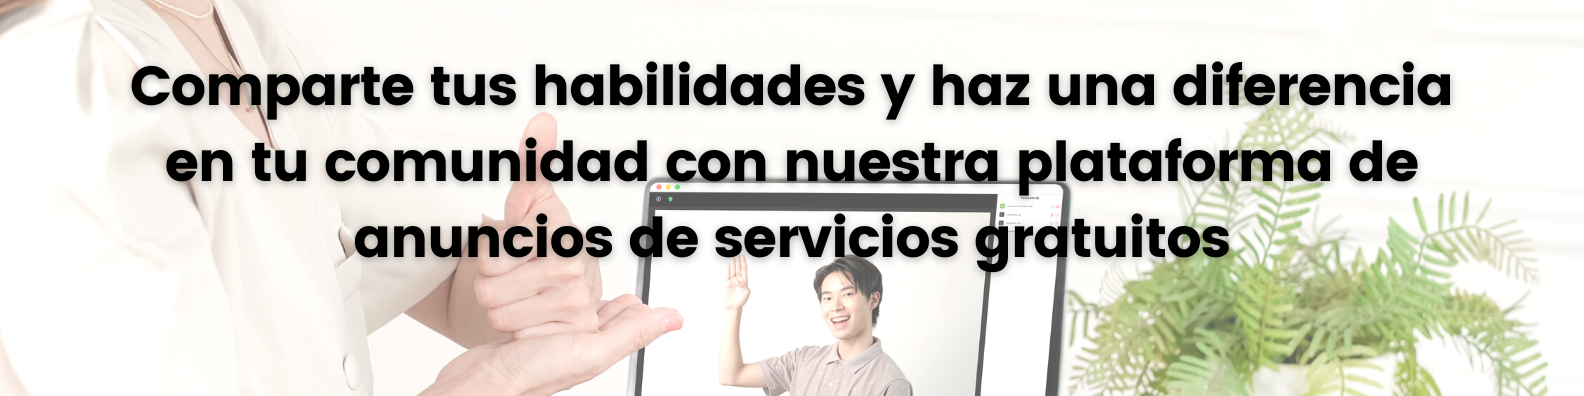 Comparte tus habilidades y haz una diferencia
en tu comunidad con nuestra plataforma de
anuncios de servicios gratuitos